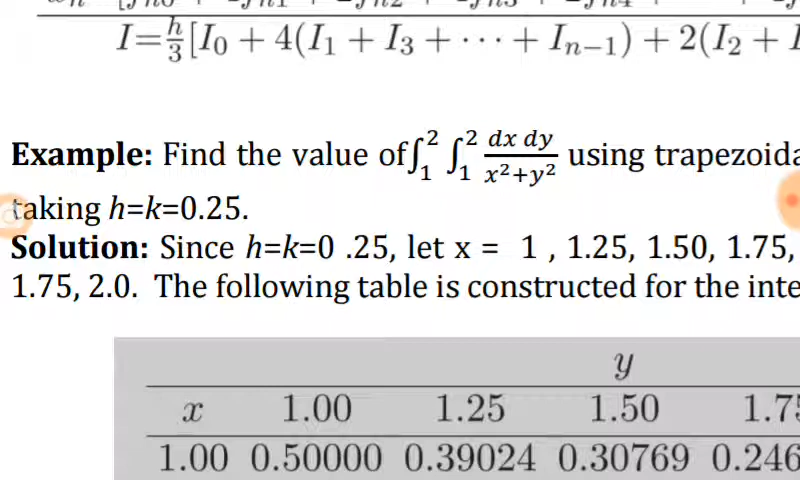 I=h/3[I0 + 4(I1 + I3 + ··· + In−1) + 2(I2 +
Example: Find the value of∫₁² ∫₁² dx dy/x²+y² using
taking h=k=0.25.
Solution: Since h=k=0 .25, let x = 1 , 1.25, 1.50, 1.75,
1.75, 2.0. The following table is constructed for the
y
x 1.00 1.25 1.50
1.00 0.50000 0.39024 0.30769 0.246